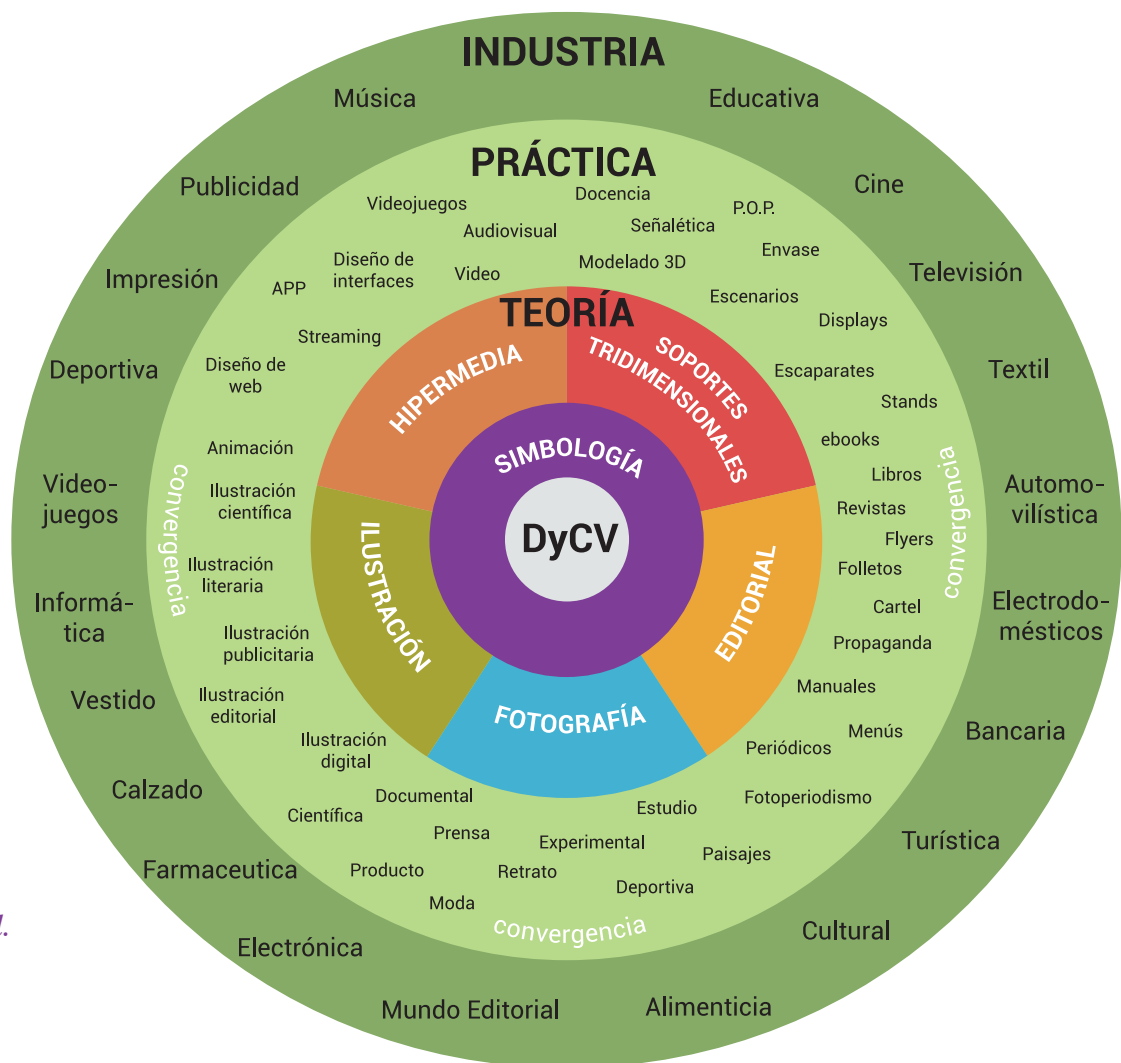 INDUSTRIA
Música
Educativa
Publicidad
Cine
Impresión
Televisión
Deportiva
Textil
Video-
juegos
Automo-
vilística
Informá-
tica
Electrodo-
mésticos
Vestido
Bancaria
Calzado
Turística
Farmaceutica
Cultural
Electrónica
Alimenticia
Mundo Editorial
PRÁCTICA
Docencia
Videojuegos
P.O.P.
Audiovisual
Señalética
Diseño de
interfaces
Video
Modelado 3D
Envase
APP
Escenarios
Streaming
Displays
Diseño de
web
Escaparates
Stands
Animación
ebooks
Libros
Ilustración
científica
Revistas
Flyers
Ilustración
literaria
Folletos
Cartel
Ilustración
publicitaria
Propaganda
Ilustración
editorial
Manuales
Menús
Ilustración
digital
Periódicos
Documental
Científica
Estudio
Fotoperiodismo
Prensa
Experimental
Paisajes
Producto
Retrato
Deportiva
Moda
convergencia
convergencia
convergencia
TEORÍA
HIPERMEDIA
SOPORTES
TRIDIMENSIONALES
ILUSTRACIÓN
EDITORIAL
FOTOGRAFÍA
SIMBOLOGÍA
DyCV